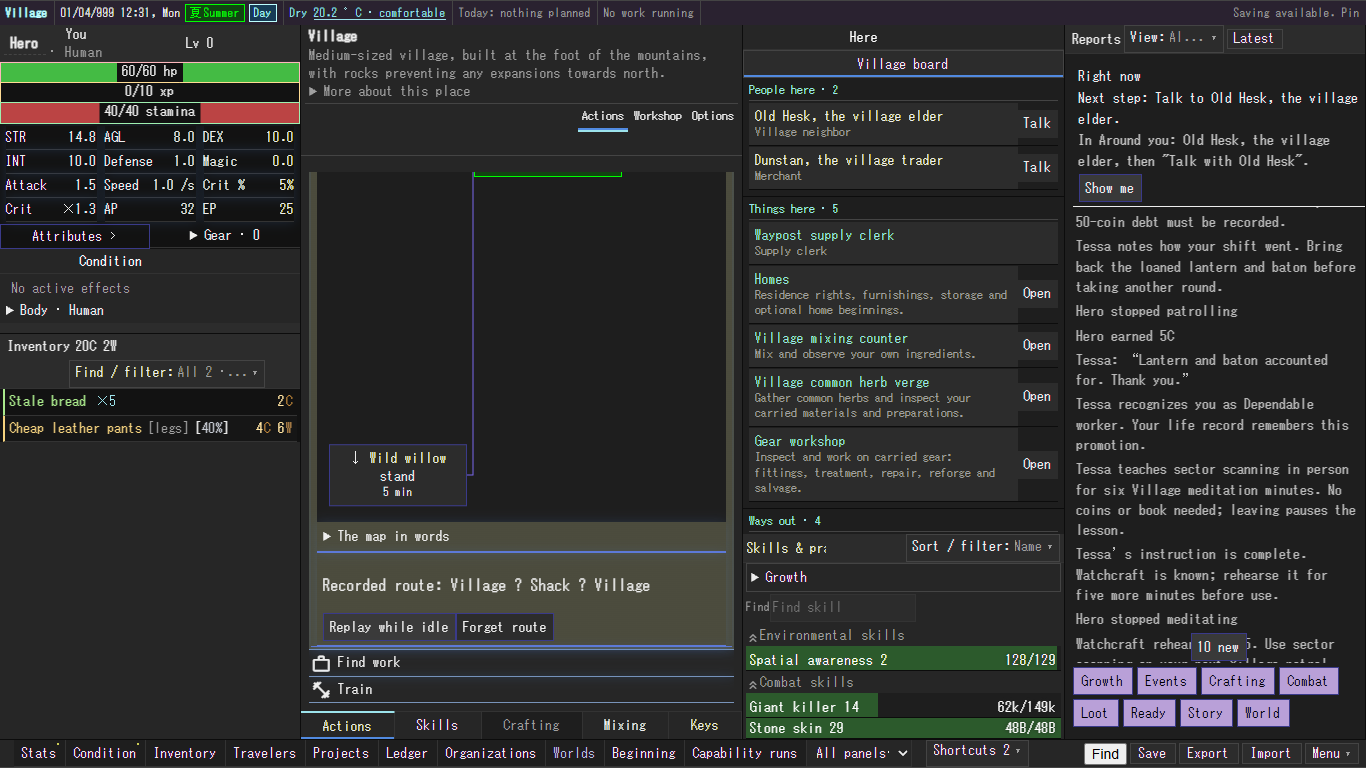 Village 01/04/999 12:31, Mon 夏Summer Day Dry 20.2 ° C · comfortable Today: nothing planned No work running Saving available. Pin
Hero · You Lv 0
Human
60/60 hp
0/10 xp
40/40 stamina
STR 14.8 AGL 8.0 DEX 10.0
INT 10.0 Defense 1.0 Magic 0.0
Attack 1.5 Speed 1.0 /s Crit % 5%
Crit ×1.3 AP 32 EP 25
Attributes > ▶ Gear · 0
Condition
No active effects
▶ Body · Human
Inventory 20C 2W
Find / filter: All 2 ·... ▾
Stale bread ×5 2C
Cheap leather pants [legs] [40%] 4C 6W
Village
Medium-sized village, built at the foot of the mountains,
with rocks preventing any expansions towards north.
▶ More about this place
Actions Workshop Options
↓ Wild willow
stand
5 min
▶ The map in words
Recorded route: Village ? Shack ? Village
Replay while idle Forget route
Find work
Train
Actions Skills Crafting Mixing Keys
Here
Village board
People here · 2
Old Hesk, the village elder
Village neighbor
Talk
Dunstan, the village trader
Merchant
Talk
Things here · 5
Waypost supply clerk
Supply clerk
Homes
Residence rights, furnishings, storage and
optional home beginnings.
Open
Village mixing counter
Mix and observe your own ingredients.
Open
Village common herb verge
Gather common herbs and inspect your
carried materials and preparations.
Open
Gear workshop
Inspect and work on carried gear:
fittings, treatment, repair, reforge and
salvage.
Open
Ways out · 4
Skills & pra Sort / filter: Name ▾
▶ Growth
Find Find skill
Environmental skills
Spatial awareness 2 128/129
Combat skills
Giant killer 14 62k/149k
Stone skin 29 48B/48B
Reports View: Al... ▾ Latest
Right now
Next step: Talk to Old Hesk, the village
elder.
In Around you: Old Hesk, the village
elder, then "Talk with Old Hesk".
Show me
50-coin debt must be recorded.
Tessa notes how your shift went. Bring
back the loaned lantern and baton before
taking another round.
Hero stopped patrolling
Hero earned 5C
Tessa: “Lantern and baton accounted
for. Thank you.”
Tessa recognizes you as Dependable
worker. Your life record remembers this
promotion.
Tessa teaches sector scanning in person
for six Village meditation minutes. No
coins or book needed; leaving pauses the
lesson.
Tessa's instruction is complete.
Watchcraft is known; rehearse it for
five more minutes before use.
Hero stopped meditating
Watchcraft rehear 5. Use sector
10 new
Growth Events Crafting Combat
Loot Ready Story World
Stats Condition Inventory Travelers Projects Ledger Organizations Worlds Beginning Capability runs All panels· Shortcuts 2 ▾ Find Save Export Import Menu ▾